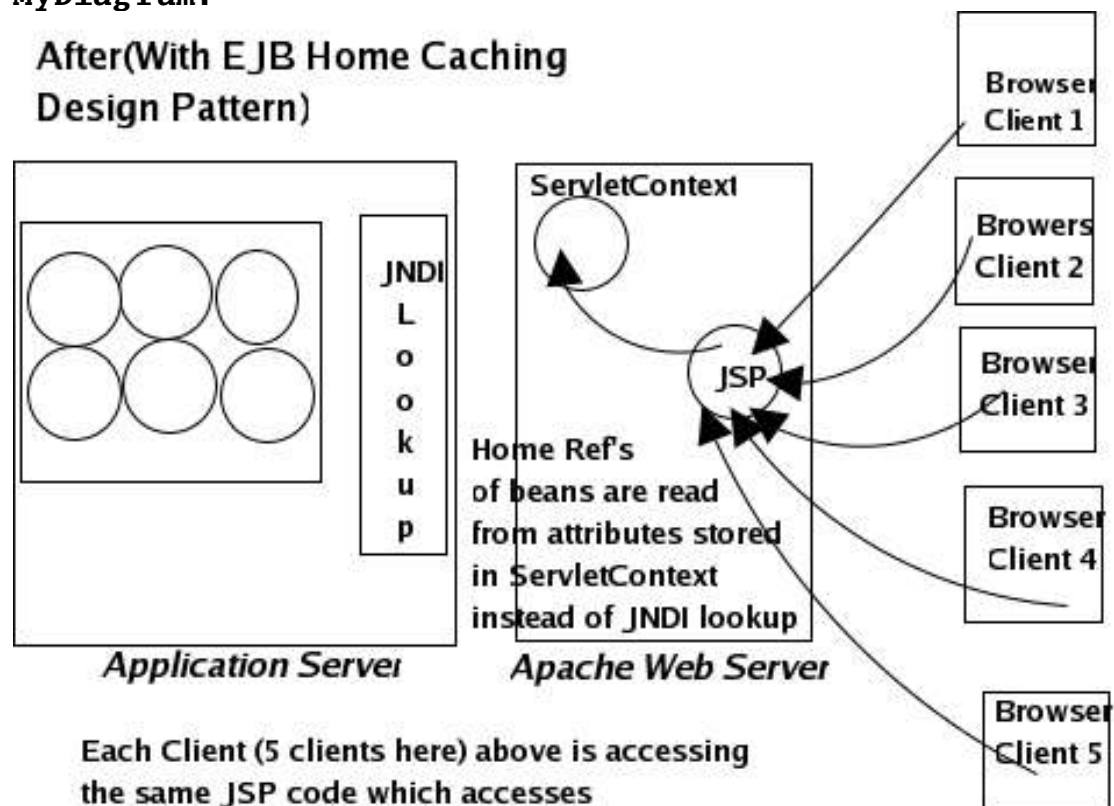 MyDiagram:
After(With EJB Home Caching
Design Pattern)
ServletContext
JNDI
L
o
o
k
u
p
JSP
Home Ref's
of beans are read
from attributes stored
in ServletContext
instead of JNDI lookup
Application Server
Apache Web Server
Browser
Client 1
Browers
Client 2
Browser
Client 3
Browser
Client 4
Browser
Client 5
Each Client (5 clients here) above is accessing
the same JSP code which accesses